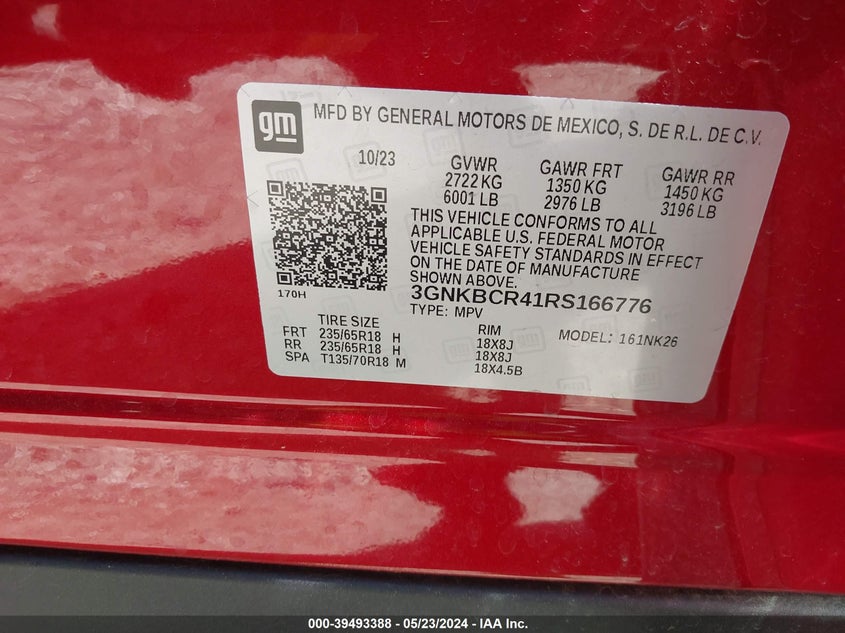 gm
MFD BY GENERAL MOTORS DE MEXICO, S. DE R.L. DE C.V.
10/23 GVWR GAWR FRT GAWR RR
2722 KG 1350 KG 1450 KG
6001 LB 2976 LB 3196 LB
THIS VEHICLE CONFORMS TO ALL
APPLICABLE U.S. FEDERAL MOTOR
VEHICLE SAFETY STANDARDS IN EFFECT
ON THE DATE OF MANUFACTURE
SHOWN ABOVE.
170H
3GNKBCR41RS166776
TYPE: MPV
TIRE SIZE RIM MODEL: 161NK26
FRT 235/65R18 H 18X8J
RR 235/65R18 H 18X8J
SPA T135/70R18 M 18X4.5B
000-39493388 — 05/23/2024 — IAA Inc.